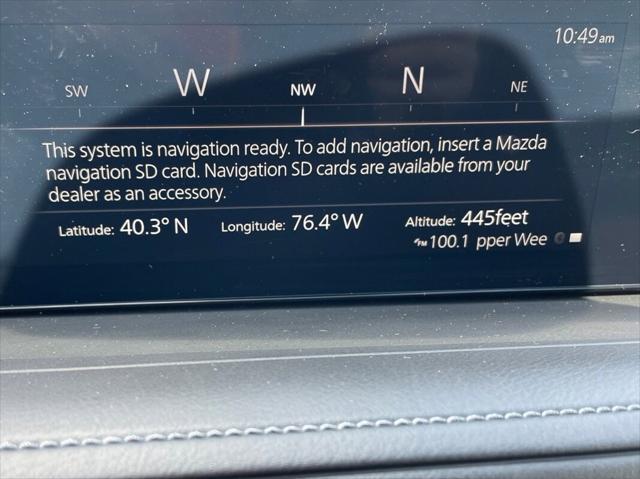 10:49am
SW W NW N NE
This system is navigation ready. To add navigation, insert a Mazda
navigation SD card. Navigation SD cards are available from your
dealer as an accessory.
Latitude: 40.3° N Longitude: 76.4° W Altitude: 445feet
FM 100.1 pper Wee